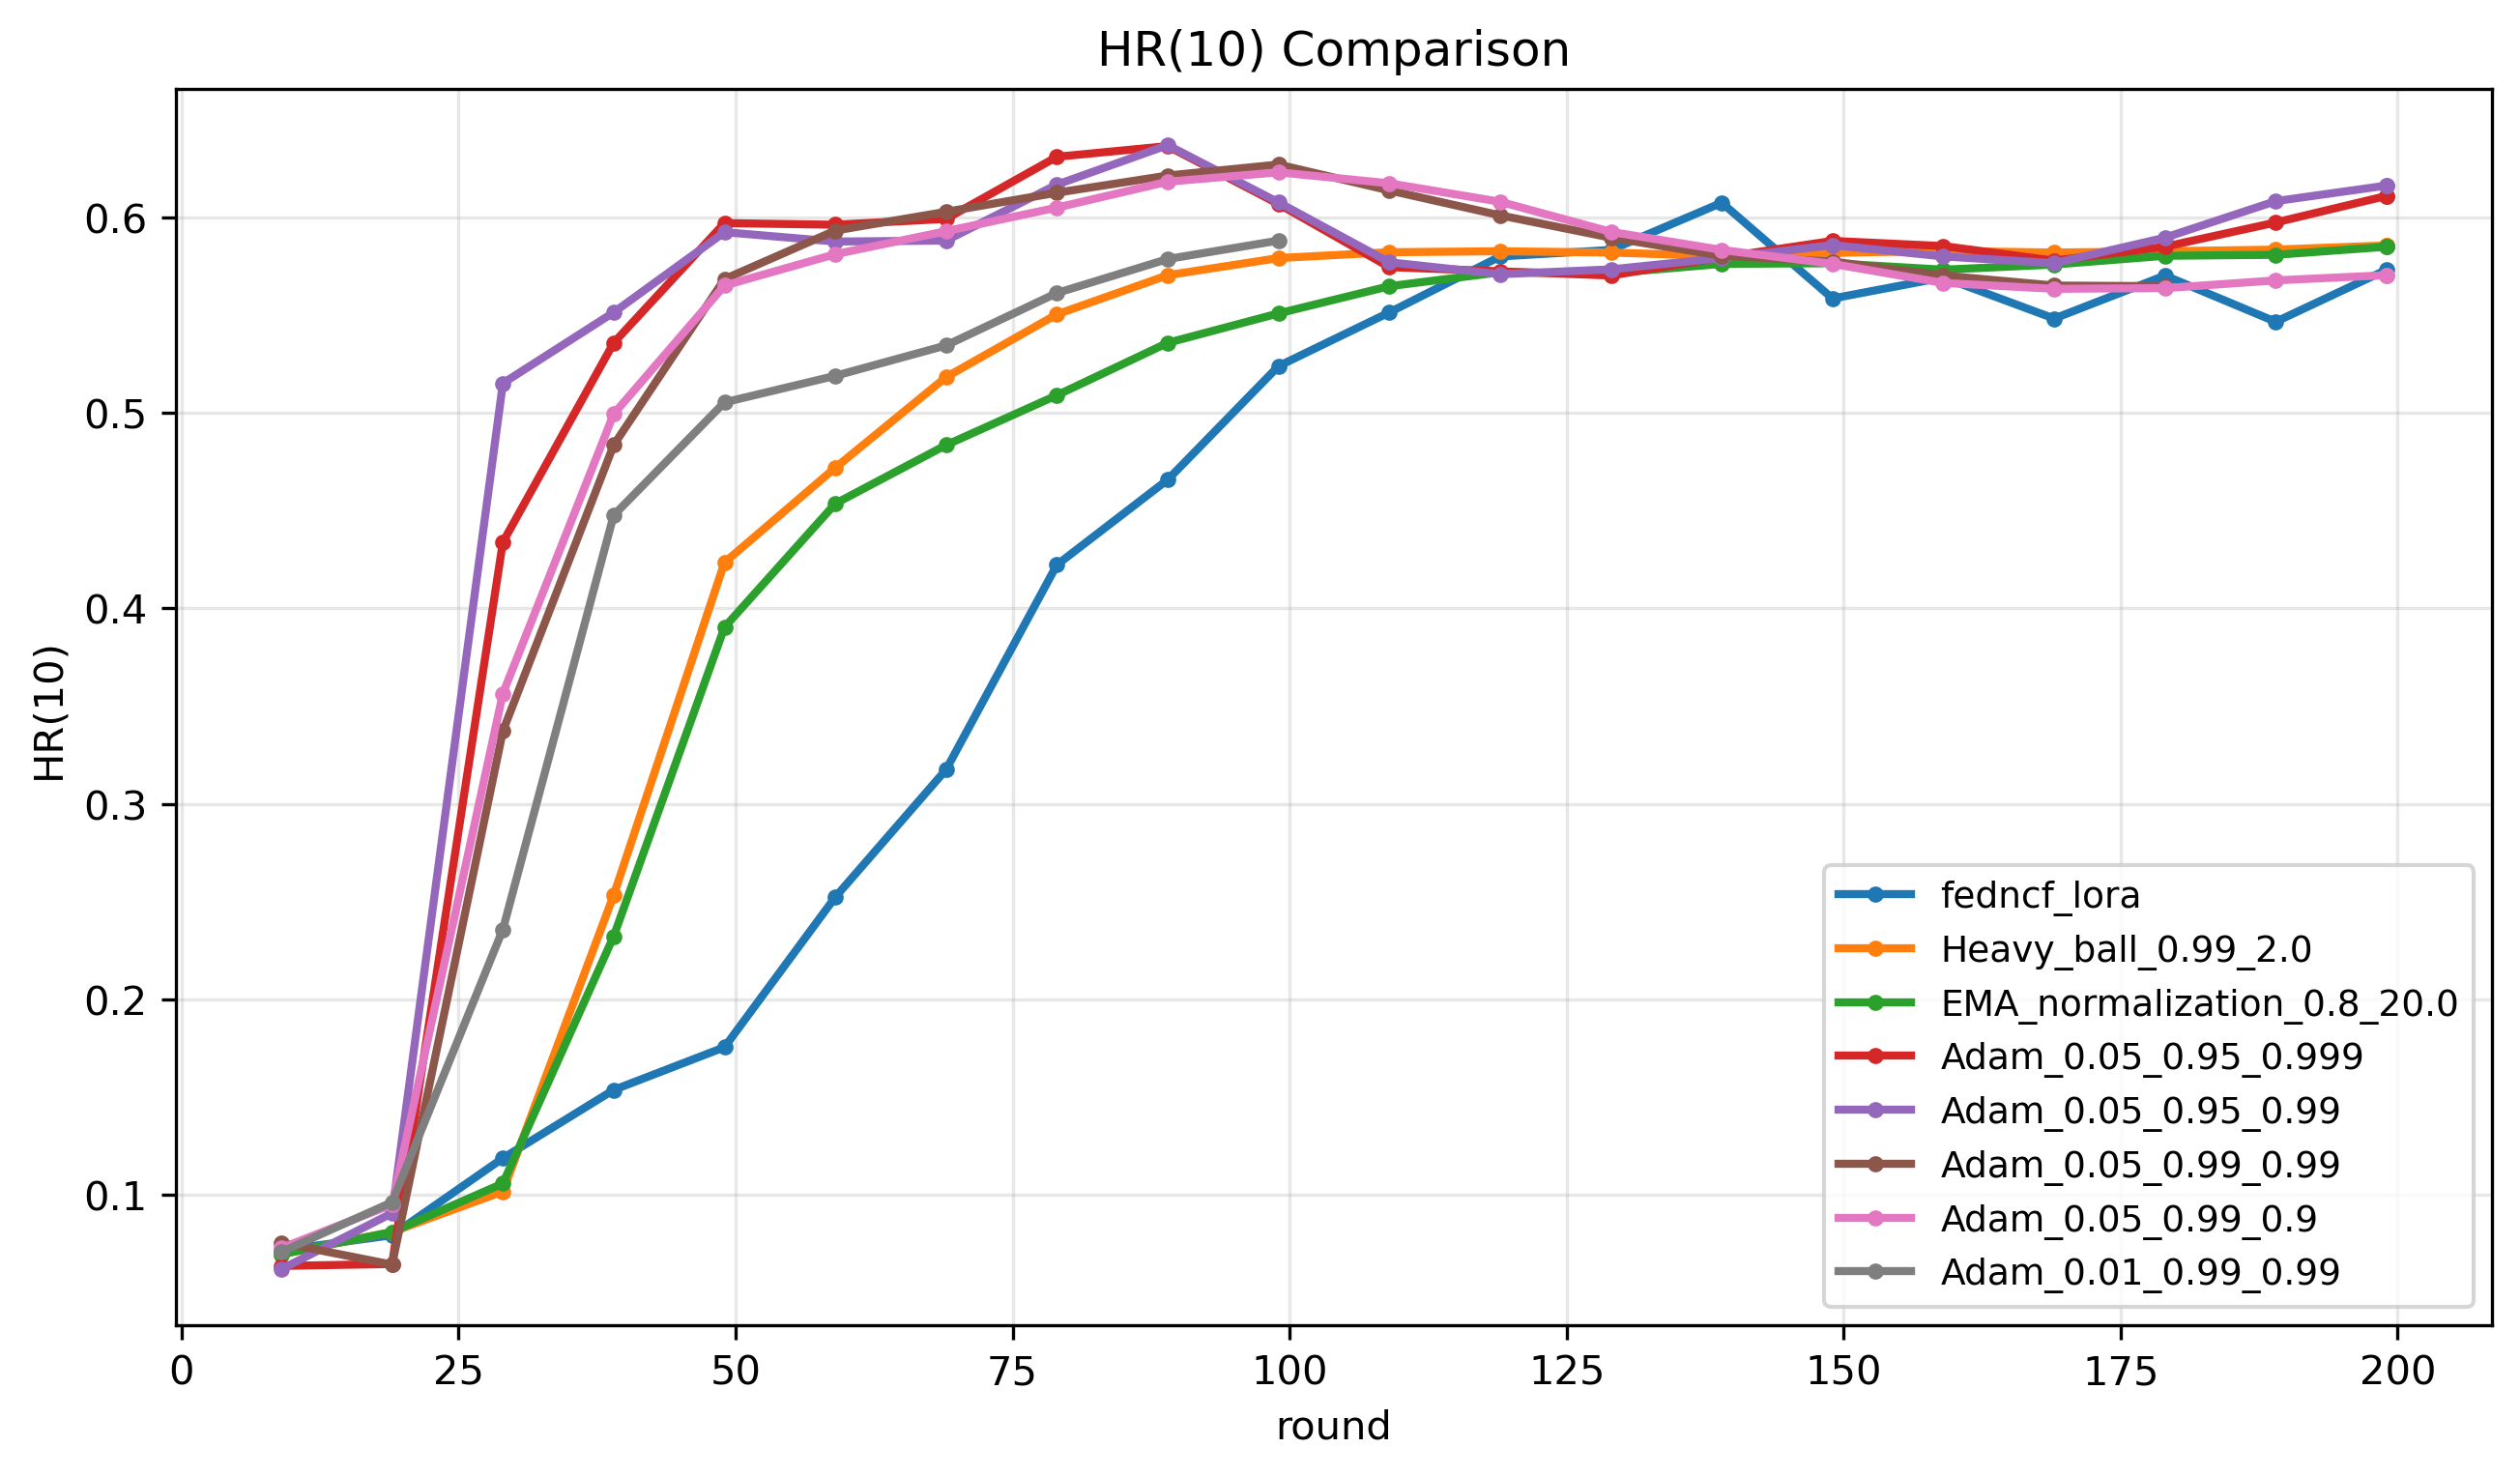 HR(10) Comparison
HR(10)
0.6
0.5
0.4
0.3
0.2
0.1
0 25 50 75 100 125 150 175 200
round
fedncf_lora
Heavy_ball_0.99_2.0
EMA_normalization_0.8_20.0
Adam_0.05_0.95_0.999
Adam_0.05_0.95_0.99
Adam_0.05_0.99_0.99
Adam_0.05_0.99_0.9
Adam_0.01_0.99_0.99